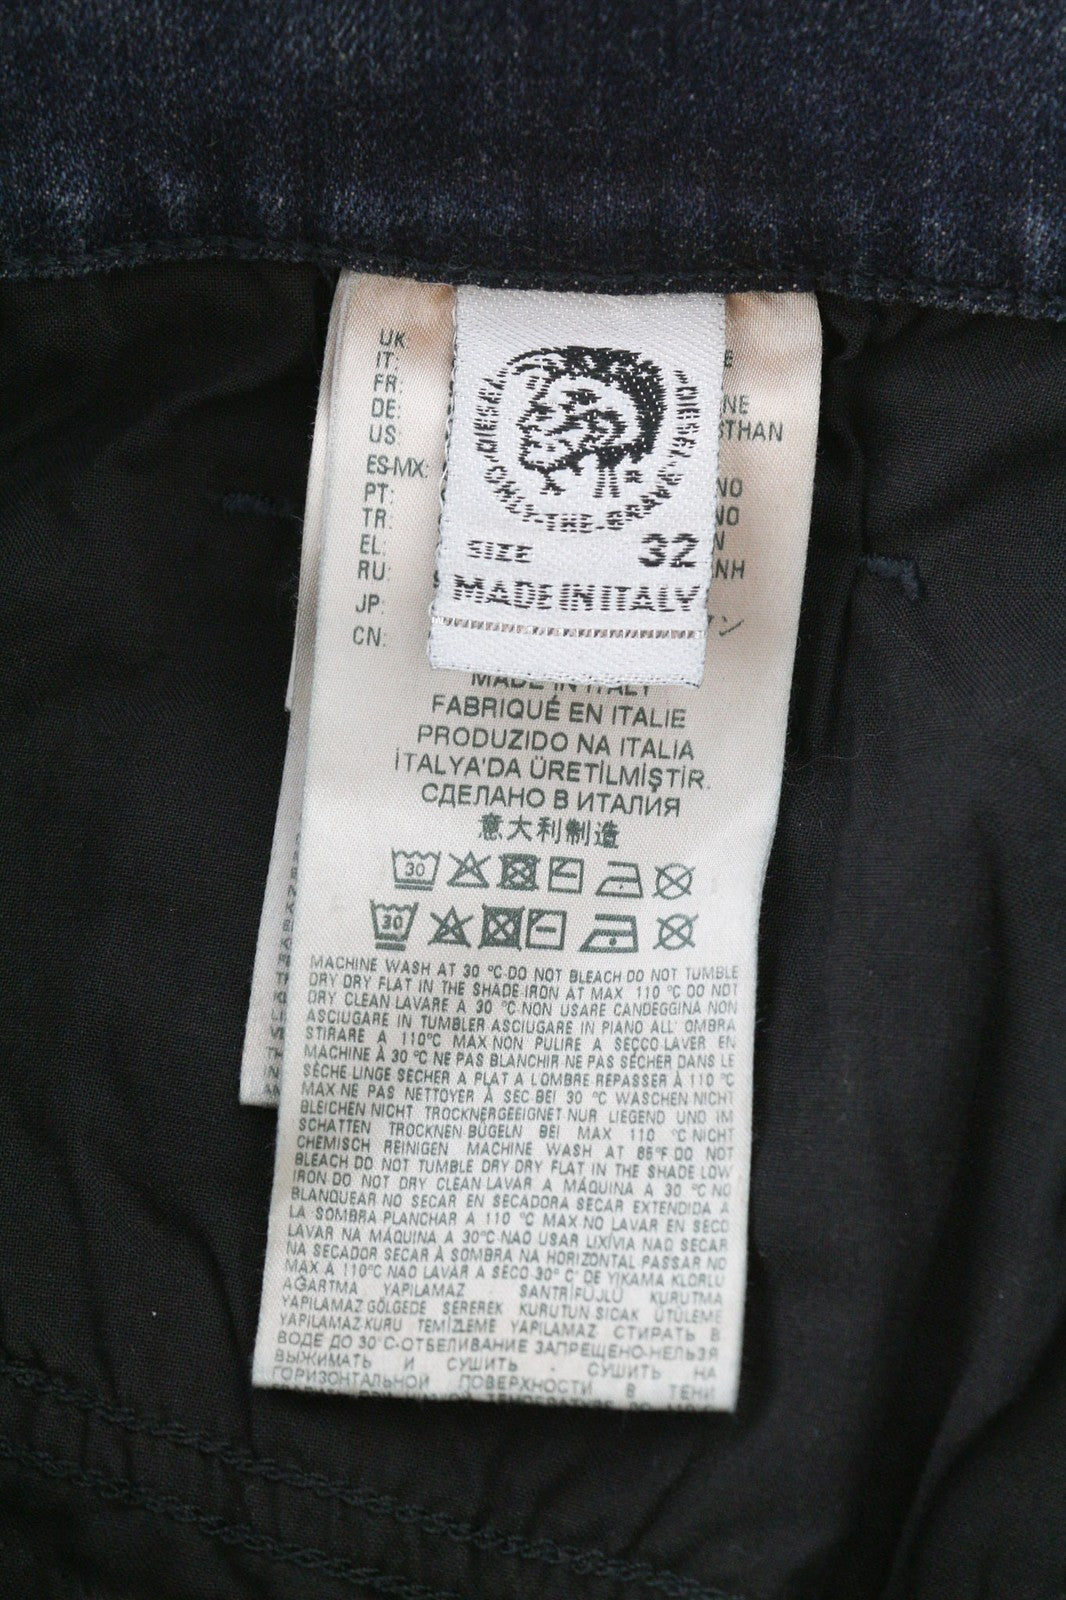 DIESEL
DIESEL
ONLY-THE-BRAVE
SIZE 32
MADE IN ITALY
UK:
IT:
FR:
DE: NE
US: STHAN
ES-MX:
PT: NO
TR: NO
EL: N
RU: NH
JP:
CN:
MADE IN ITALY
FABRIQUÉ EN ITALIE
PRODUZIDO NA ITALIA
İTALYA'DA ÜRETİLMİŞTİR.
СДЕЛАНО В ИТАЛИЯ
意大利制造
30
30
MACHINE WASH AT 30 °C-DO NOT BLEACH-DO NOT TUMBLE
DRY DRY FLAT IN THE SHADE-IRON AT MAX 110 °C DO NOT
DRY CLEAN LAVARE A 30 °C-NON USARE CANDEGGINA NON
ASCIUGARE IN TUMBLER ASCIUGARE IN PIANO ALL' OMBRA
STIRARE A 110°C MAX-NON PULIRE A SECCO LAVER EN
MACHINE À 30 °C NE PAS BLANCHIR NE PAS SÉCHER DANS LE
SÈCHE LINGE SÉCHER A PLAT A L'OMBRE REPASSER À 110 °C
MAX-NE PAS NETTOYER À SEC BEI 30 °C WASCHEN NICHT
BLEICHEN NICHT TROCKNERGEEIGNET-NUR LIEGEND UND IM
SCHATTEN TROCKNEN BÜGELN BEI MAX 110 °C NICHT
CHEMISCH REINIGEN MACHINE WASH AT 86°F DO NOT
BLEACH DO NOT TUMBLE DRY DRY FLAT IN THE SHADE LOW
IRON DO NOT DRY CLEAN LAVAR A MÁQUINA A 30 °C NO
BLANQUEAR NO SECAR EN SECADORA SECAR EXTENDIDA A
LA SOMBRA PLANCHAR A 110 °C MAX NO LAVAR EN SECO
LAVAR NA MÁQUINA A 30°C-NAO USAR LIXÍVIA NAO SECAR
NA SECADOR SECAR À SOMBRA NA HORIZONTAL PASSAR NO
MAX A 110°C NAO LAVAR A SECO 30° C' DE YIKAMA KLORLU
AĞARTMA YAPILAMAZ SANTRİFÜJLÜ KURUTMA
YAPILAMAZ GÖLGEDE SEREREK KURUTUN SICAK ÜTÜLEME
YAPILAMAZ KURU TEMİZLEME YAPILAMAZ СТИРАТЬ В
ВОДЕ ДО 30°С-ОТБЕЛИВАНИЕ ЗАПРЕЩЕНО-НЕЛЬЗЯ
ВЫЖИМАТЬ И СУШИТЬ - СУШИТЬ НА
ГОРИЗОНТАЛЬНОЙ ПОВЕРХНОСТИ В ТЕНИ